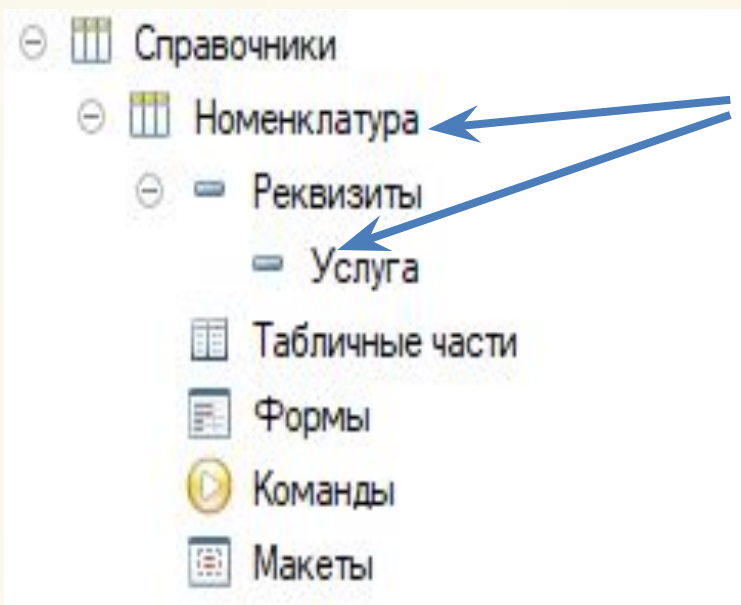 Справочники
Номенклатура
Реквизиты
Услуга
Табличные части
Формы
Команды
Макеты